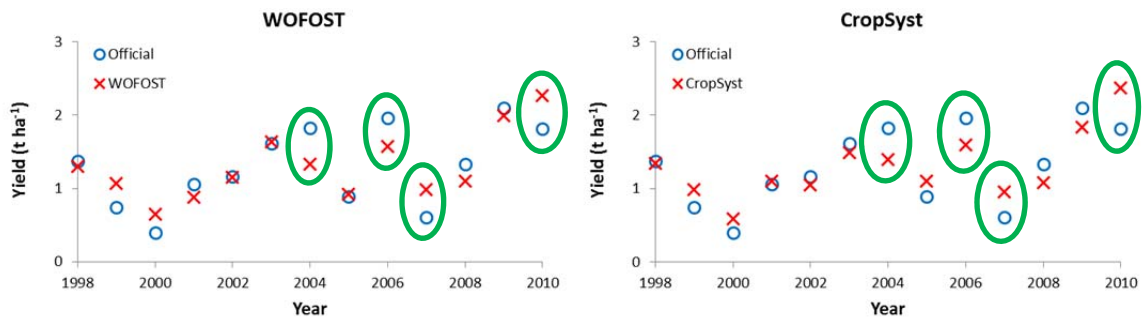 WOFOST
3
2
1
0
Yield (t ha⁻¹)
Official
WOFOST
1998 2000 2002 2004 2006 2008 2010
Year
CropSyst
3
2
1
0
Yield (t ha⁻¹)
Official
CropSyst
1998 2000 2002 2004 2006 2008 2010
Year